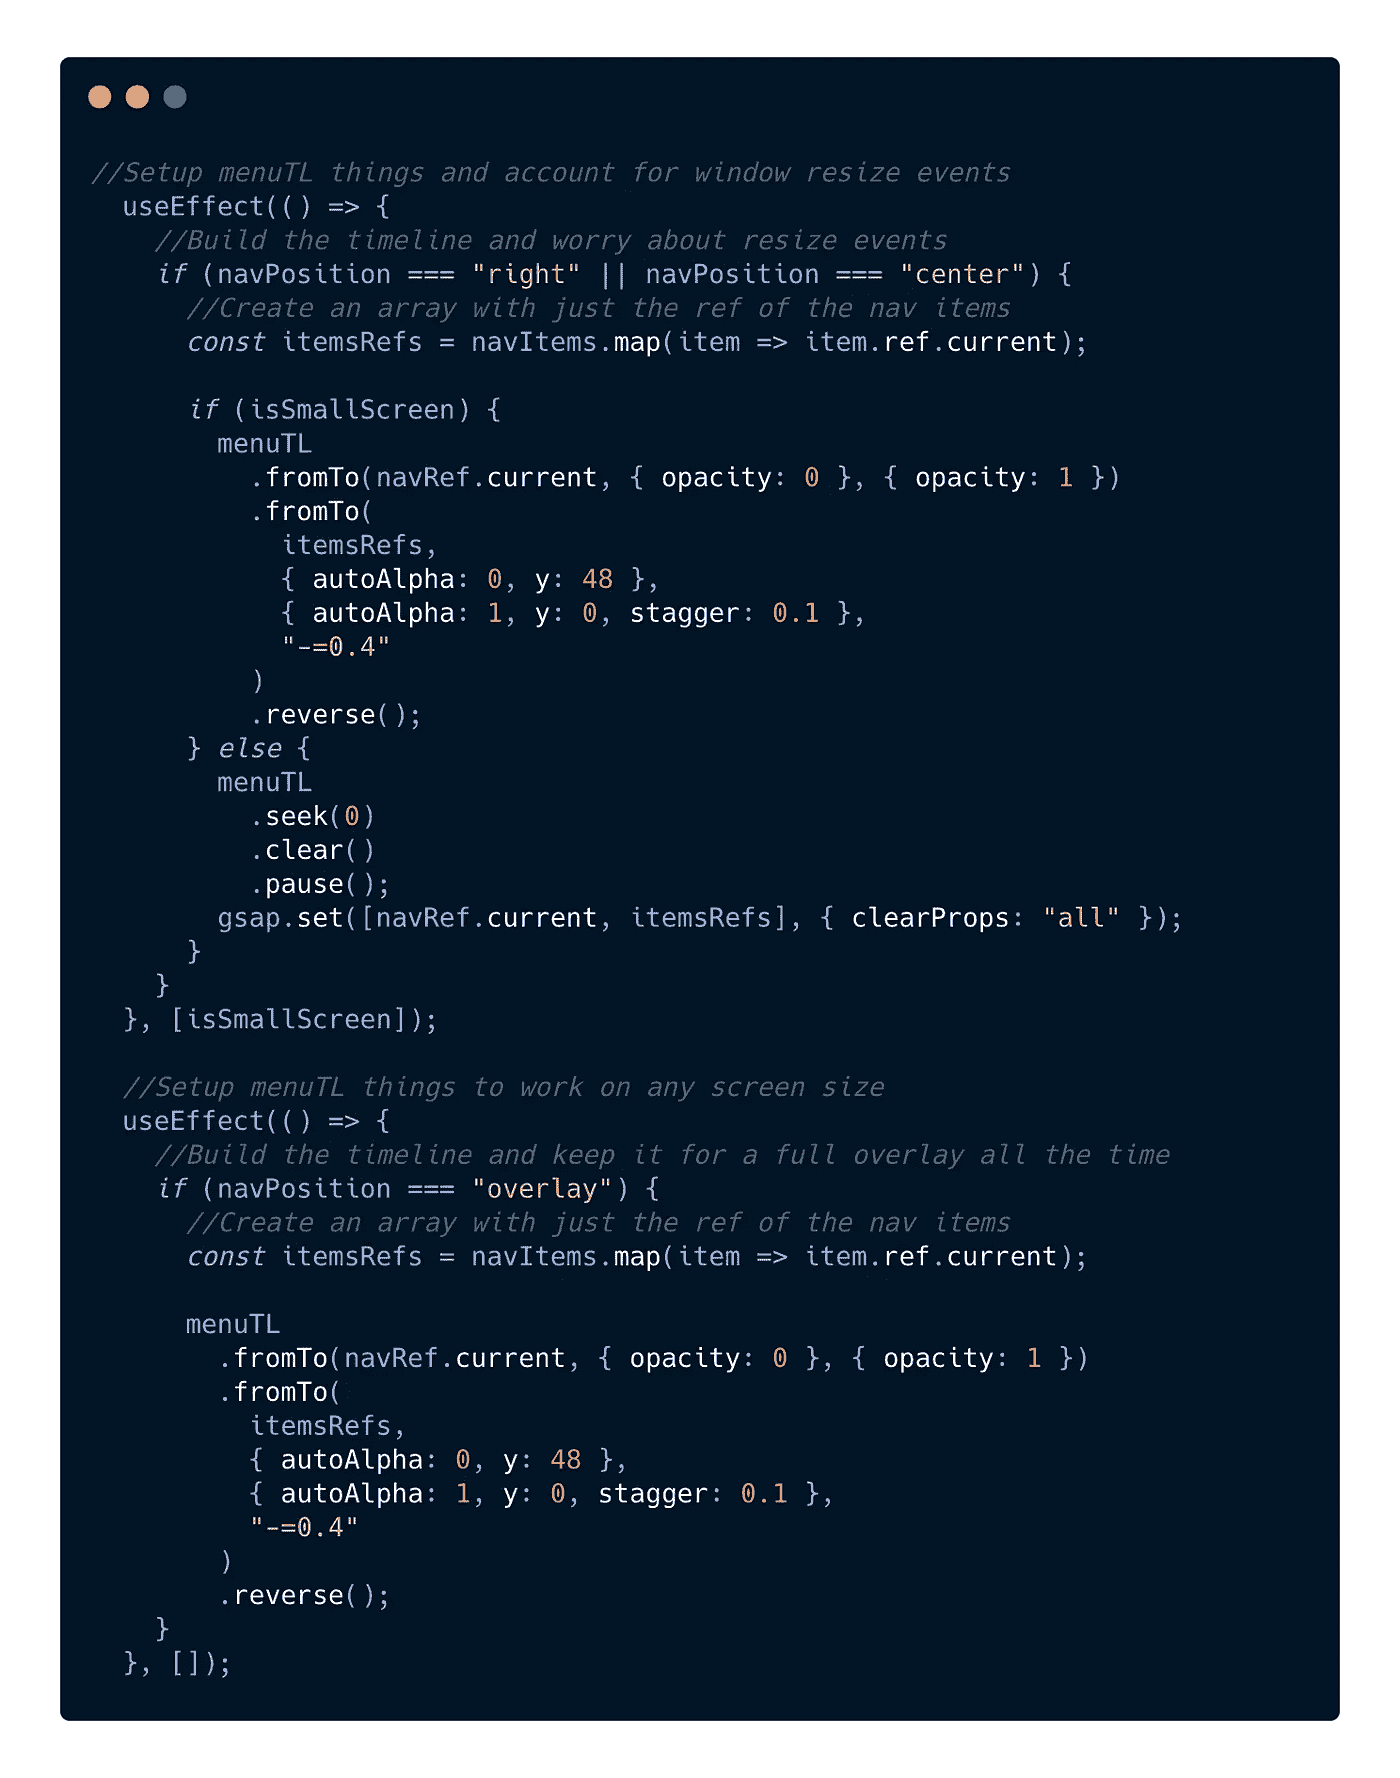 //Setup menuTL things and account for window resize events
  useEffect(() => {
    //Build the timeline and worry about resize events
    if (navPosition === "right" || navPosition === "center") {
      //Create an array with just the ref of the nav items
      const itemsRefs = navItems.map(item => item.ref.current);

      if (isSmallScreen) {
        menuTL
          .fromTo(navRef.current, { opacity: 0 }, { opacity: 1 })
          .fromTo(
            itemsRefs,
            { autoAlpha: 0, y: 48 },
            { autoAlpha: 1, y: 0, stagger: 0.1 },
            "-=0.4"
          )
          .reverse();
      } else {
        menuTL
          .seek(0)
          .clear()
          .pause();
        gsap.set([navRef.current, itemsRefs], { clearProps: "all" });
      }
    }
  }, [isSmallScreen]);

  //Setup menuTL things to work on any screen size
  useEffect(() => {
    //Build the timeline and keep it for a full overlay all the time
    if (navPosition === "overlay") {
      //Create an array with just the ref of the nav items
      const itemsRefs = navItems.map(item => item.ref.current);

      menuTL
        .fromTo(navRef.current, { opacity: 0 }, { opacity: 1 })
        .fromTo(
          itemsRefs,
          { autoAlpha: 0, y: 48 },
          { autoAlpha: 1, y: 0, stagger: 0.1 },
          "-=0.4"
        )
        .reverse();
    }
  }, []);